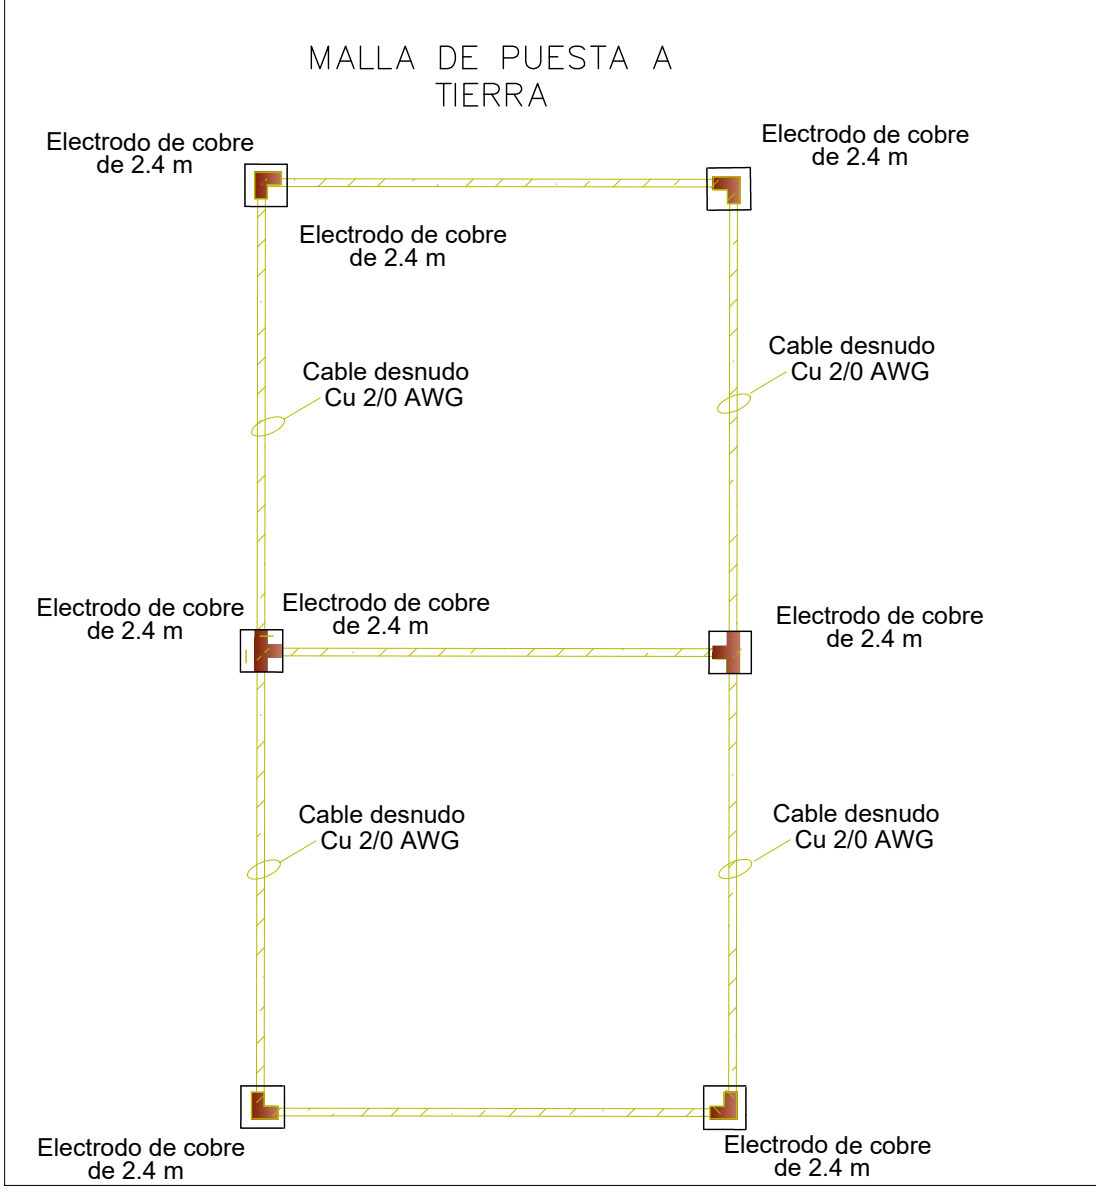 MALLA DE PUESTA A
TIERRA
Electrodo de cobre
de 2.4 m
Electrodo de cobre
de 2.4 m
Electrodo de cobre
de 2.4 m
Cable desnudo
Cu 2/0 AWG
Cable desnudo
Cu 2/0 AWG
Electrodo de cobre
de 2.4 m
Electrodo de cobre
de 2.4 m
Electrodo de cobre
de 2.4 m
Cable desnudo
Cu 2/0 AWG
Cable desnudo
Cu 2/0 AWG
Electrodo de cobre
de 2.4 m
Electrodo de cobre
de 2.4 m